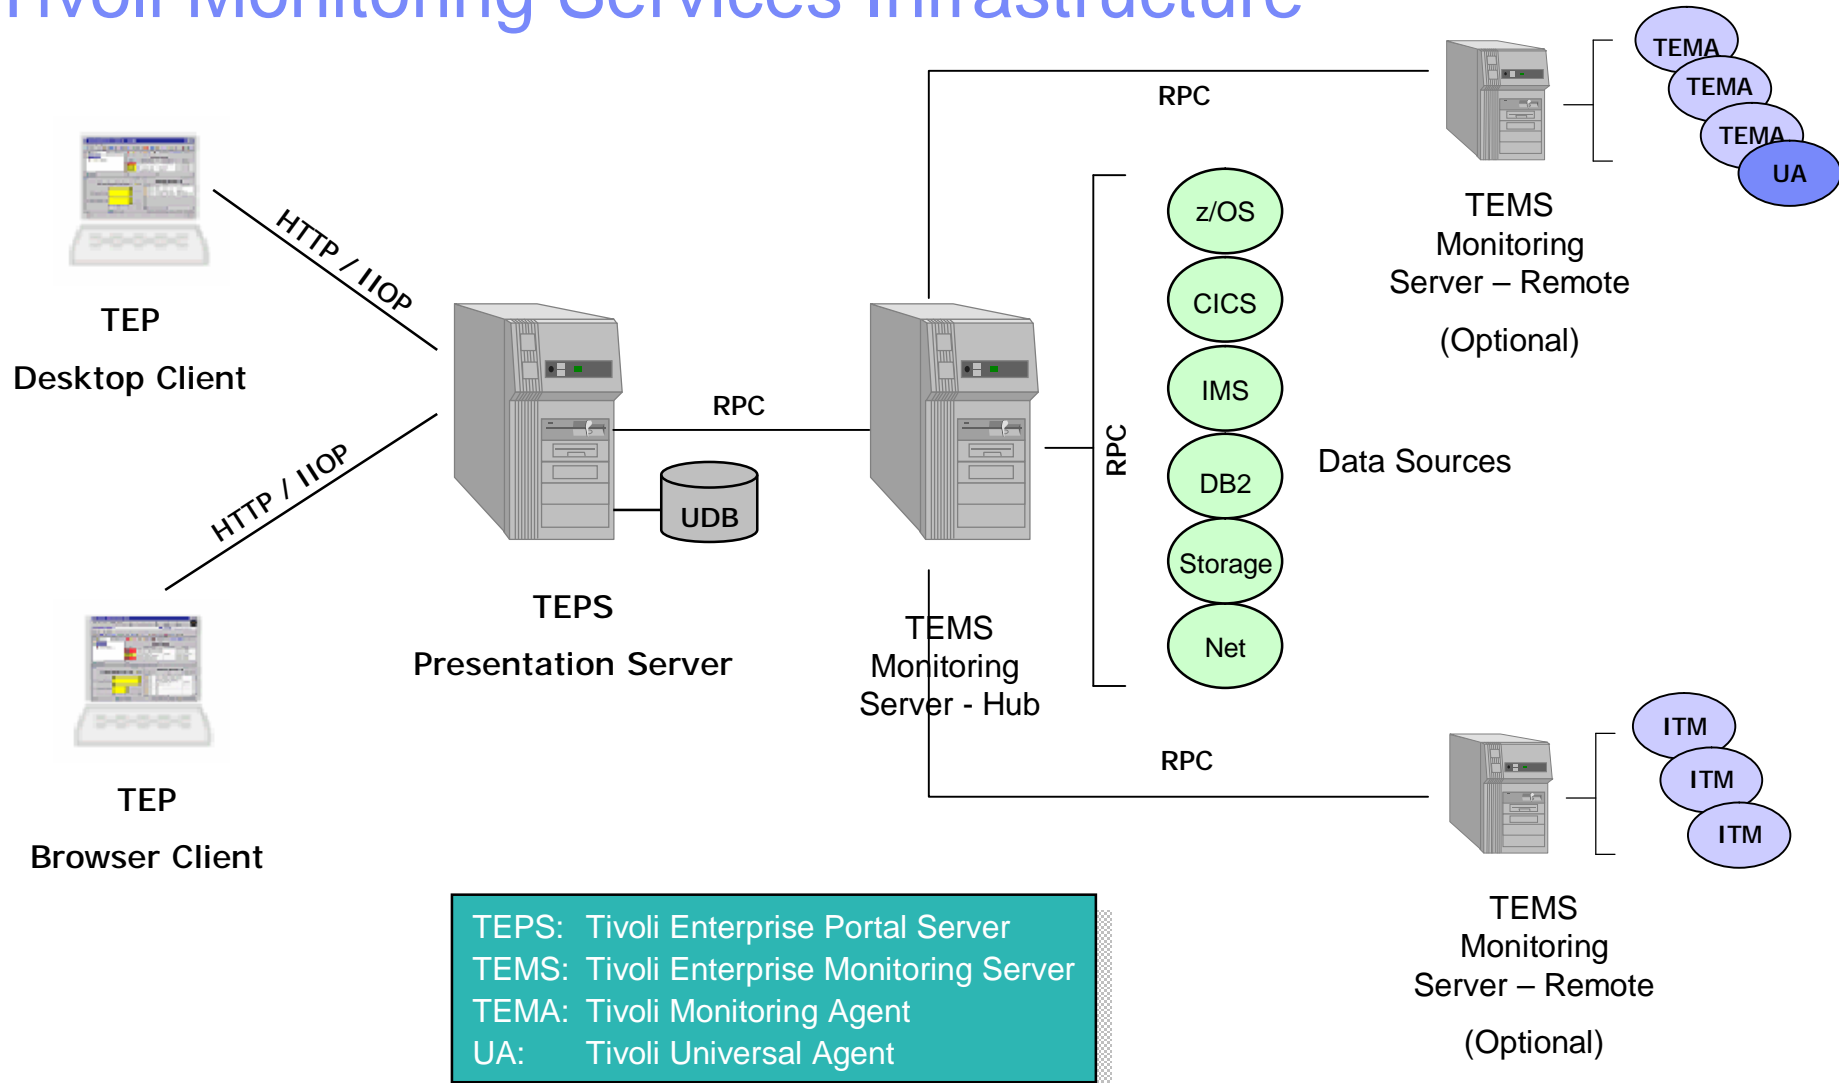 Tivoli Monitoring Services Infrastructure
TEP
Desktop Client
HTTP / IIOP
HTTP / IIOP
TEP
Browser Client
TEPS
Presentation Server
UDB
RPC
TEMS
Monitoring
Server - Hub
RPC
RPC
z/OS
CICS
IMS
DB2
Storage
Net
Data Sources
TEMA
TEMA
TEMA
UA
TEMS
Monitoring
Server – Remote
(Optional)
RPC
ITM
ITM
ITM
TEMS
Monitoring
Server – Remote
(Optional)
TEPS: Tivoli Enterprise Portal Server
TEMS: Tivoli Enterprise Monitoring Server
TEMA: Tivoli Monitoring Agent
UA: Tivoli Universal Agent